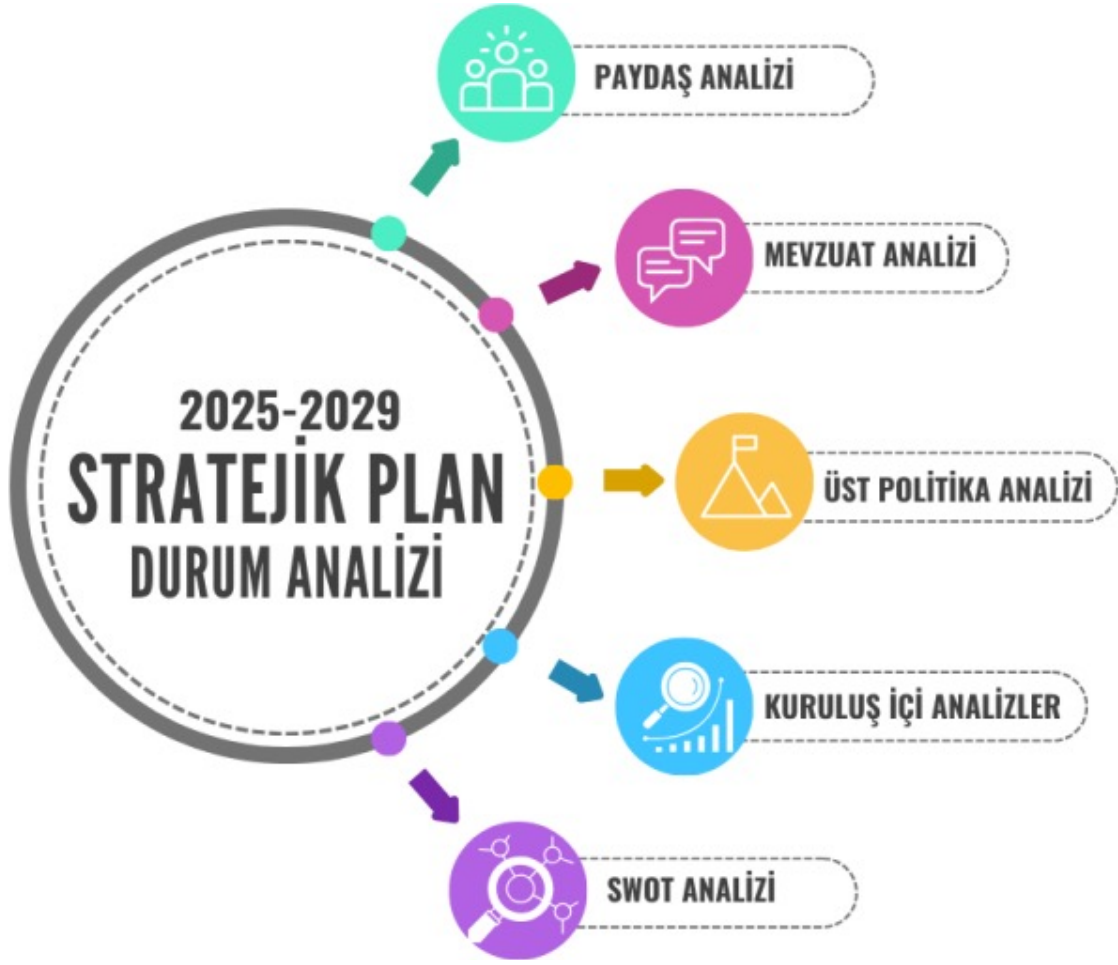 PAYDAŞ ANALİZİ
MEVZUAT ANALİZİ
2025-2029
STRATEJİK PLAN
DURUM ANALİZİ
ÜST POLİTİKA ANALİZİ
KURULUŞ İÇİ ANALİZLER
SWOT ANALİZİ